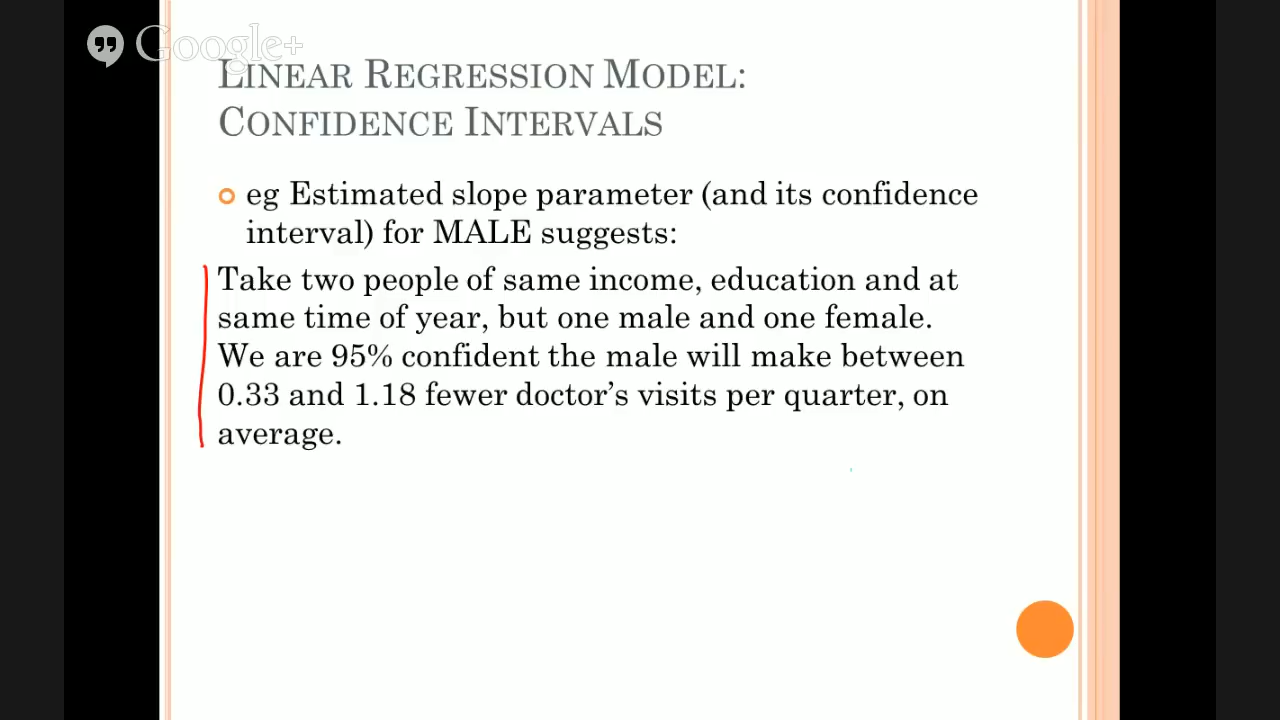 Google+
LINEAR REGRESSION MODEL:
CONFIDENCE INTERVALS
eg Estimated slope parameter (and its confidence
interval) for MALE suggests:
Take two people of same income, education and at
same time of year, but one male and one female.
We are 95% confident the male will make between
0.33 and 1.18 fewer doctor’s visits per quarter, on
average.